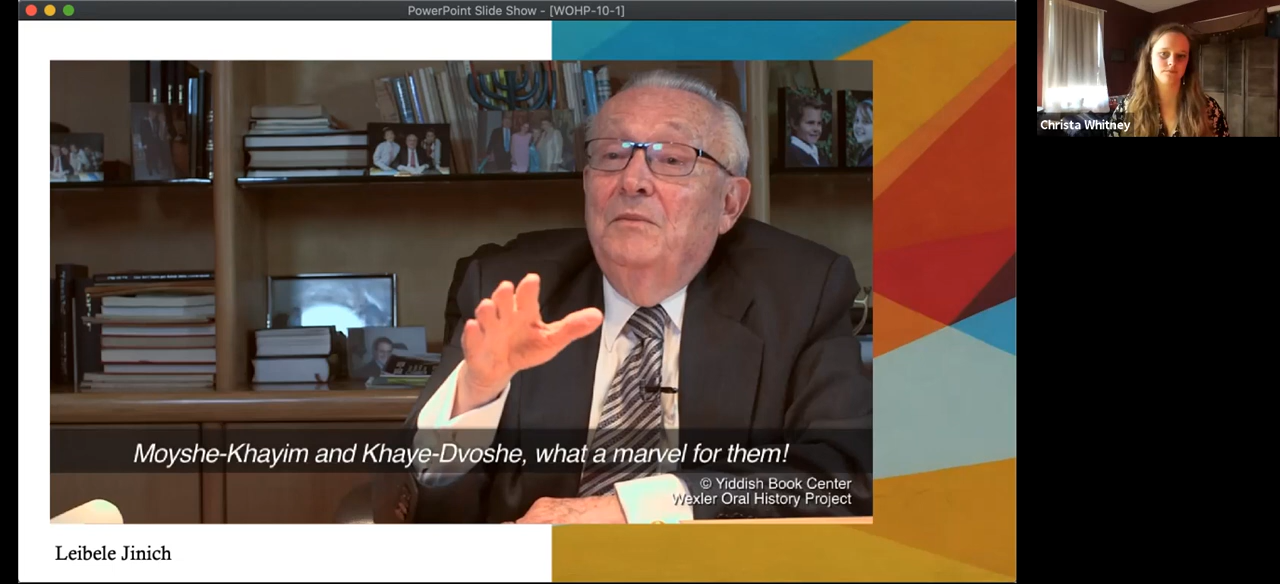 PowerPoint Slide Show - [WOHP-10-1]
Christa Whitney
Moyshe-Khayim and Khaye-Dvoshe, what a marvel for them!
© Yiddish Book Center
Wexler Oral History Project
Leibele Jinich